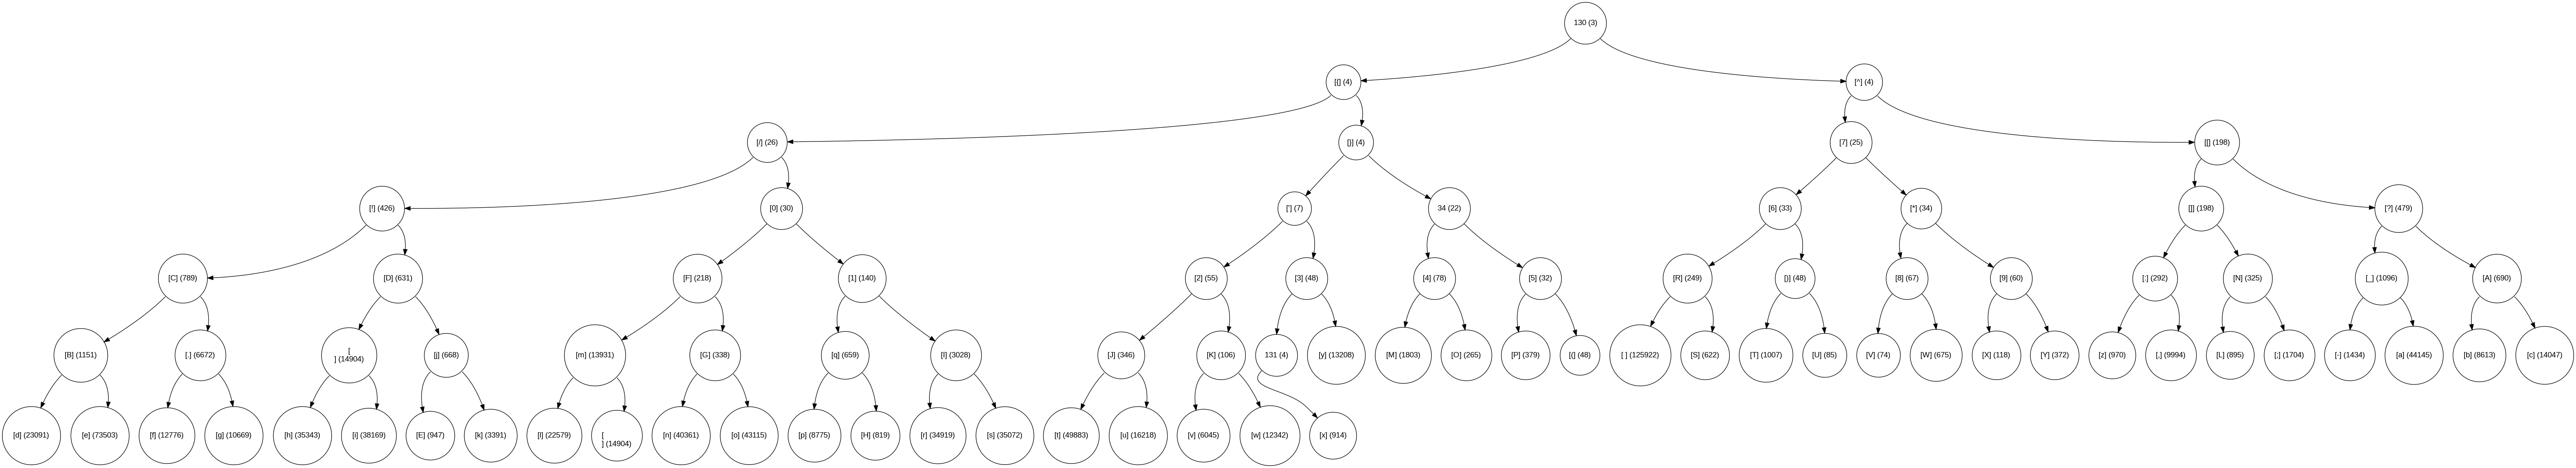 130 (3)
[{] (4)
[^] (4)
[/] (26)
[}] (4)
[7] (25)
[[] (198)
[!] (426)
[0] (30)
['] (7)
34 (22)
[6] (33)
[*] (34)
[]] (198)
[?] (479)
[C] (789)
[D] (631)
[F] (218)
[1] (140)
[2] (55)
[3] (48)
[4] (78)
[5] (32)
[R] (249)
[)] (48)
[8] (67)
[9] (60)
[:] (292)
[N] (325)
[_] (1096)
[A] (690)
[B] (1151)
[.] (6672)
[
] (14904)
[j] (668)
[m] (13931)
[G] (338)
[q] (659)
[I] (3028)
[J] (346)
[K] (106)
131 (4)
[y] (13208)
[M] (1803)
[O] (265)
[P] (379)
[(] (48)
[ ] (125922)
[S] (622)
[T] (1007)
[U] (85)
[V] (74)
[W] (675)
[X] (118)
[Y] (372)
[z] (970)
[,] (9994)
[L] (895)
[;] (1704)
[-] (1434)
[a] (44145)
[b] (8613)
[c] (14047)
[d] (23091)
[e] (73503)
[f] (12776)
[g] (10669)
[h] (35343)
[i] (38169)
[E] (947)
[k] (3391)
[l] (22579)
[
] (14904)
[n] (40361)
[o] (43115)
[p] (8775)
[H] (819)
[r] (34919)
[s] (35072)
[t] (49883)
[u] (16218)
[v] (6045)
[w] (12342)
[x] (914)